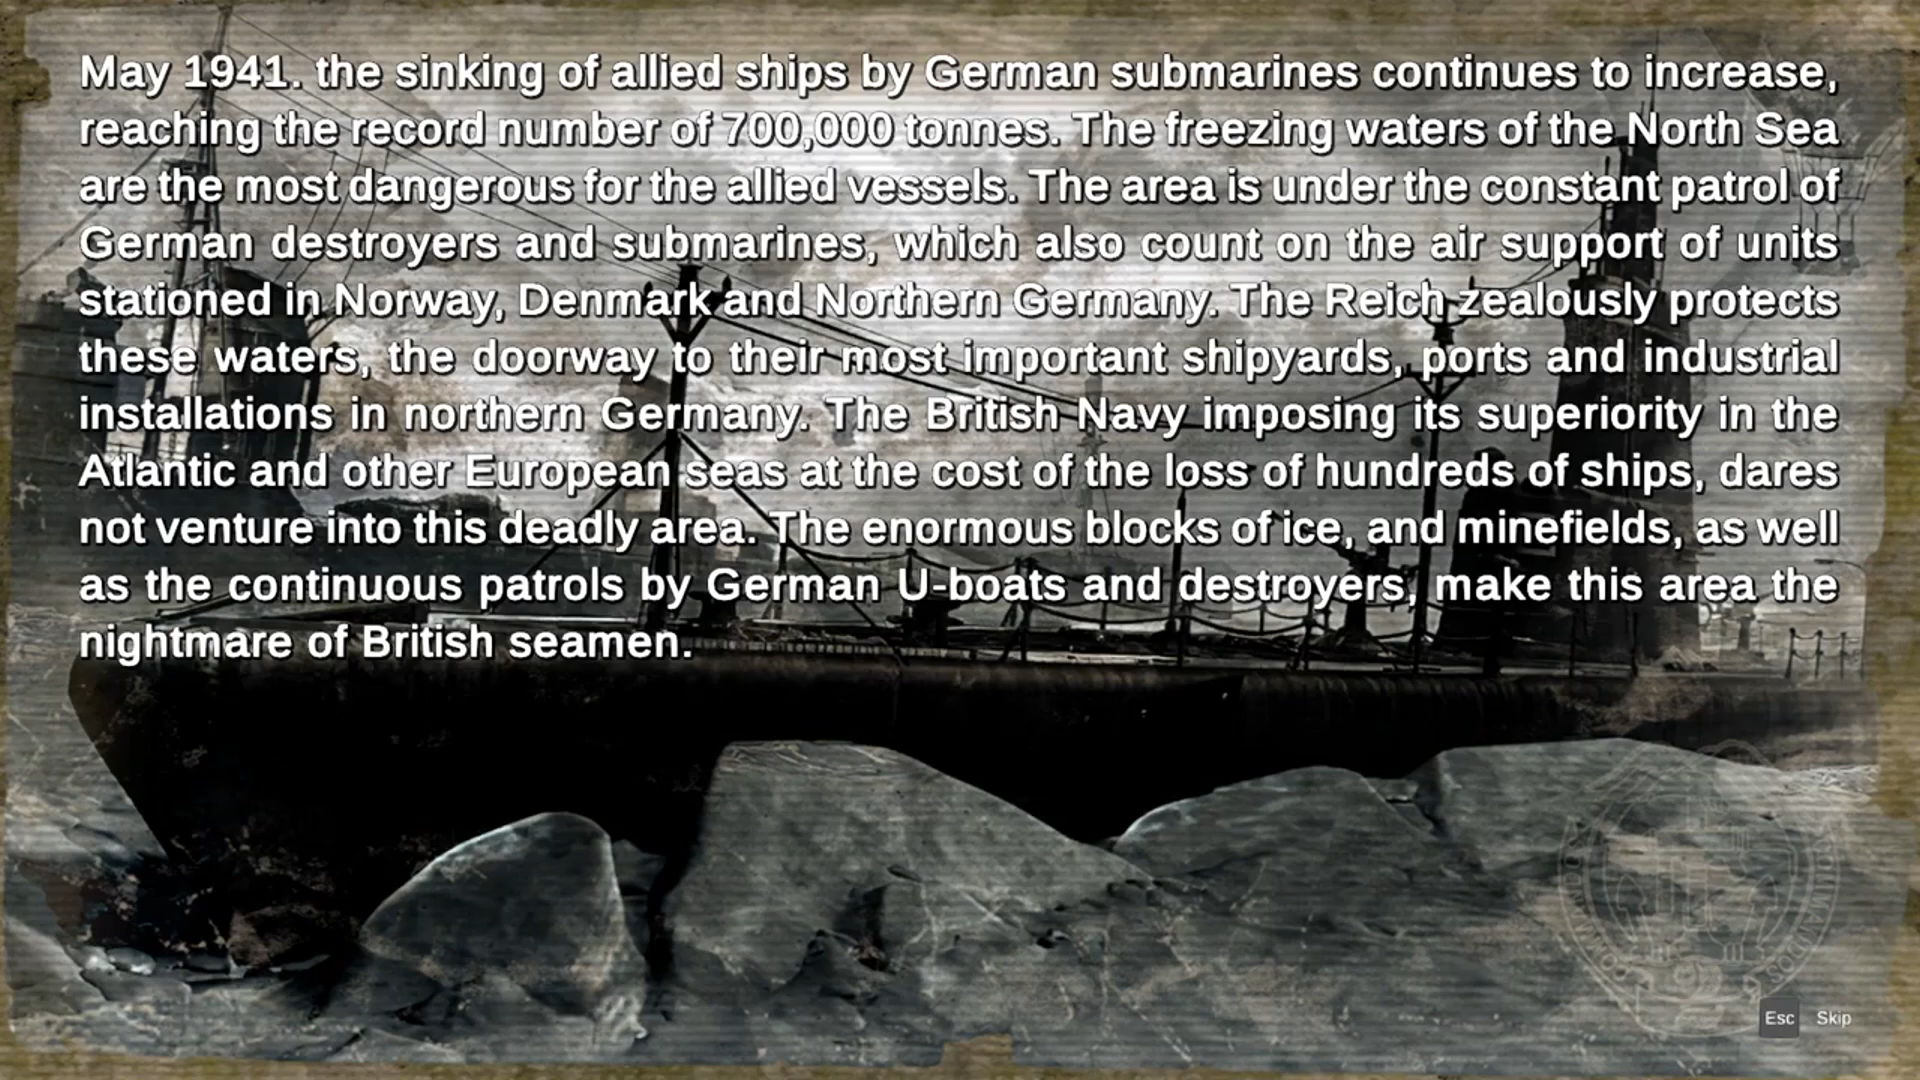 May 1941. the sinking of allied ships by German submarines continues to increase,
reaching the record number of 700,000 tonnes. The freezing waters of the North Sea
are the most dangerous for the allied vessels. The area is under the constant patrol of
German destroyers and submarines, which also count on the air support of units
stationed in Norway, Denmark and Northern Germany. The Reich zealously protects
these waters, the doorway to their most important shipyards, ports and industrial
installations in northern Germany. The British Navy imposing its superiority in the
Atlantic and other European seas at the cost of the loss of hundreds of ships, dares
not venture into this deadly area. The enormous blocks of ice, and minefields, as well
as the continuous patrols by German U-boats and destroyers, make this area the
nightmare of British seamen.
Esc Skip